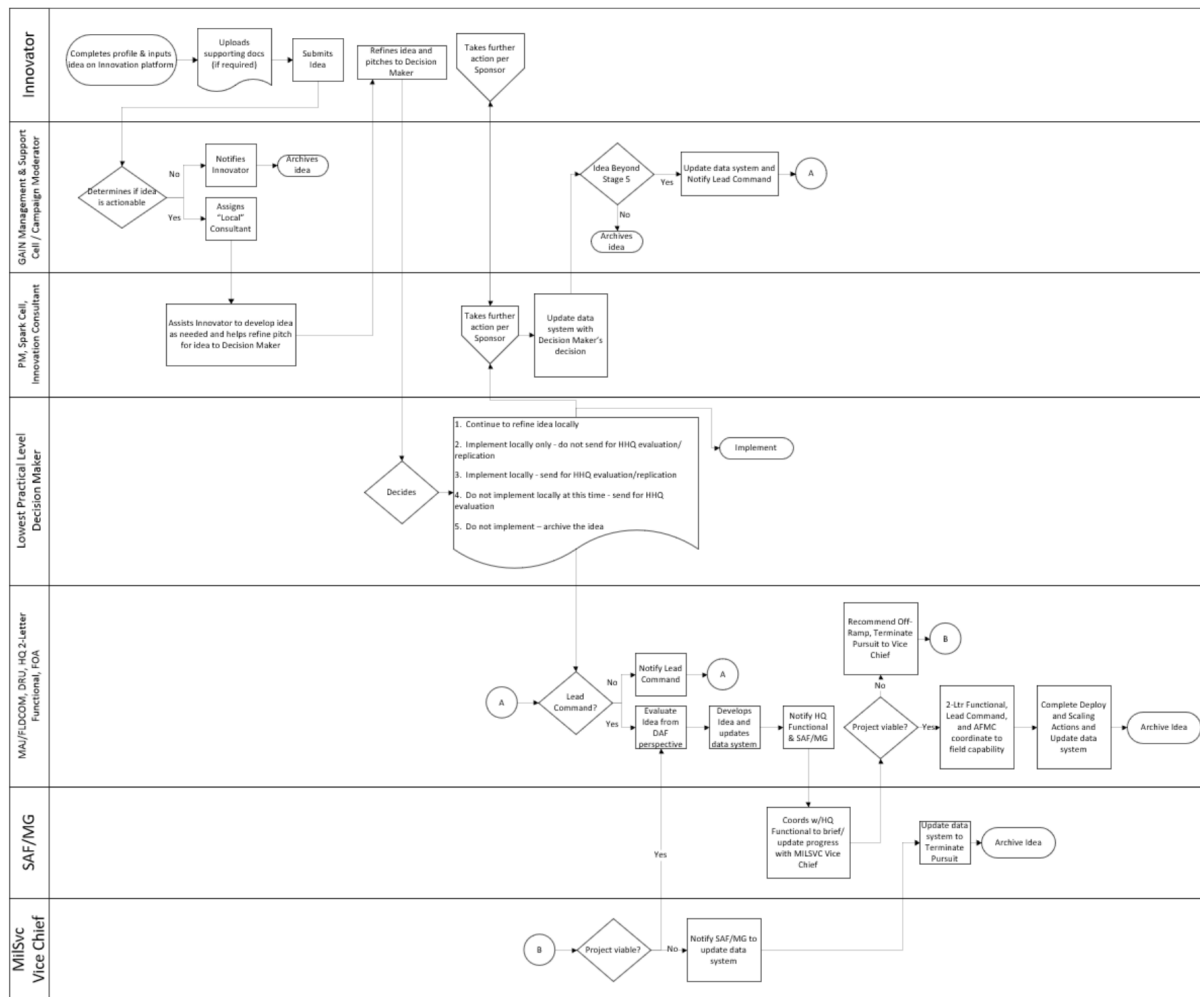 Innovator
Completes profile & inputs
idea on Innovation platform
Uploads
supporting docs
(if required)
Submits
Idea
Refines idea and
pitches to Decision
Maker
Takes further
action per
Sponsor
GAIN Management & Support
Cell / Campaign Moderator
Determines if idea
is actionable
No
Yes
Notifies
Innovator
Archives
idea
Assigns
"Local"
Consultant
Idea Beyond
Stage 5
Yes
No
Update data system and
Notify Lead Command
A
Archives
idea
PM, Spark Cell,
Innovation Consultant
Assists Innovator to develop idea
as needed and helps refine pitch
for idea to Decision Maker
Takes further
action per
Sponsor
Update data
system with
Decision Maker's
decision
Lowest Practical Level
Decision Maker
Decides
1. Continue to refine idea locally
2. Implement locally only - do not send for HHQ evaluation/
replication
3. Implement locally - send for HHQ evaluation/replication
4. Do not implement locally at this time - send for HHQ
evaluation
5. Do not implement – archive the idea
Implement
MAJ/FLDCOM, DRU, HQ 2-Letter
Functional, FOA
A
Lead
Command?
No
Yes
Notify Lead
Command
A
Evaluate
Idea from
DAF
perspective
Develops
Idea and
updates
data system
Notify HQ
Functional
& SAF/MG
Recommend Off-
Ramp, Terminate
Pursuit to Vice
Chief
B
No
Project viable?
Yes
2-Ltr Functional,
Lead Command,
and AFMC
coordinate to
field capability
Complete Deploy
and Scaling
Actions and
Update data
system
Archive Idea
SAF/MG
Coords w/HQ
Functional to brief/
update progress
with MILSVC Vice
Chief
Update data
system to
Terminate
Pursuit
Archive Idea
Yes
MilSvc
Vice Chief
B
Project viable?
No
Notify SAF/MG to
update data
system